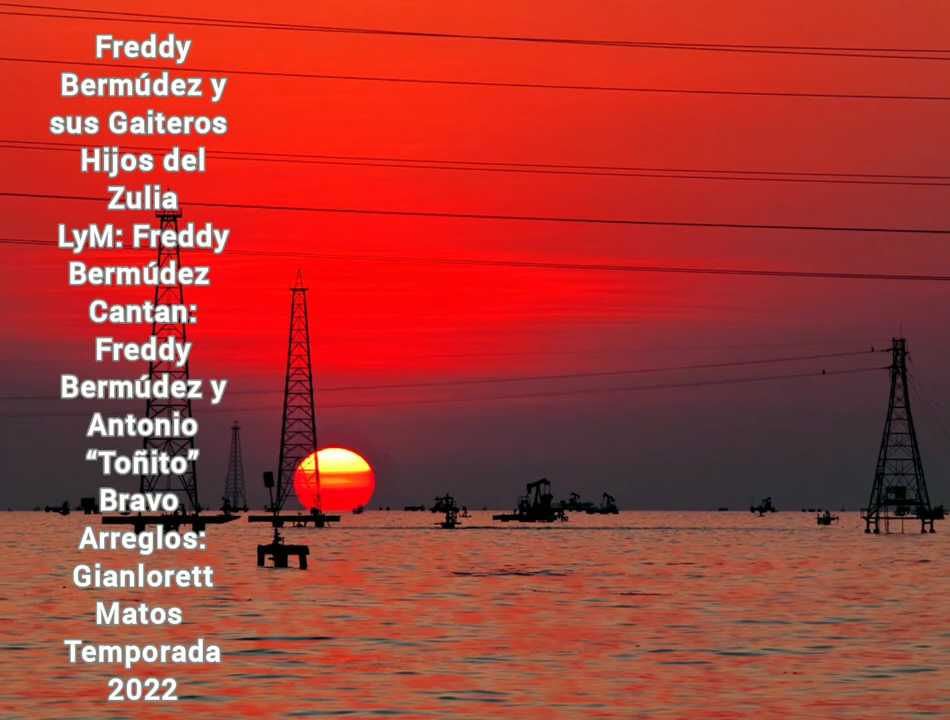 Freddy
Bermúdez y
sus Gaiteros
Hijos del
Zulia
LyM: Freddy
Bermúdez
Cantan:
Freddy
Bermúdez y
Antonio
“Toñito”
Bravo
Arreglos:
Gianlorett
Matos
Temporada
2022